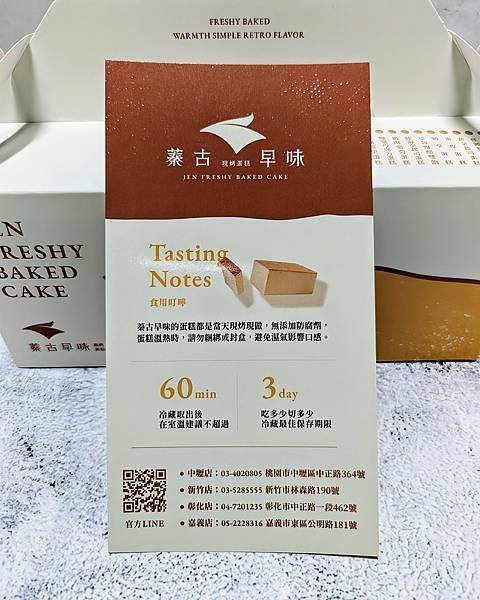 FRESHY BAKED
WARMTH SIMPLE RETRO FLAVOR
蓁古 現烤蛋糕 早味
JEN FRESHY BAKED CAKE
JEN
FRESHY
BAKED
CAKE
蓁古早味
Tasting
Notes
食用叮嚀
蓁古早味的蛋糕都是當天現烤現做，無添加防腐劑，
蛋糕溫熱時，請勿綑綁或封盒，避免濕氣影響口感。
60min
冷藏取出後
在室溫建議不超過
3day
吃多少切多少
冷藏最佳保存期限
• 中壢店：03-4020805 桃園市中壢區中正路364號
• 新竹店：03-5285555 新竹市林森路190號
• 彰化店：04-7201235 彰化市中正路一段462號
• 嘉義店：05-2228316 嘉義市東區公明路181號
官方LINE